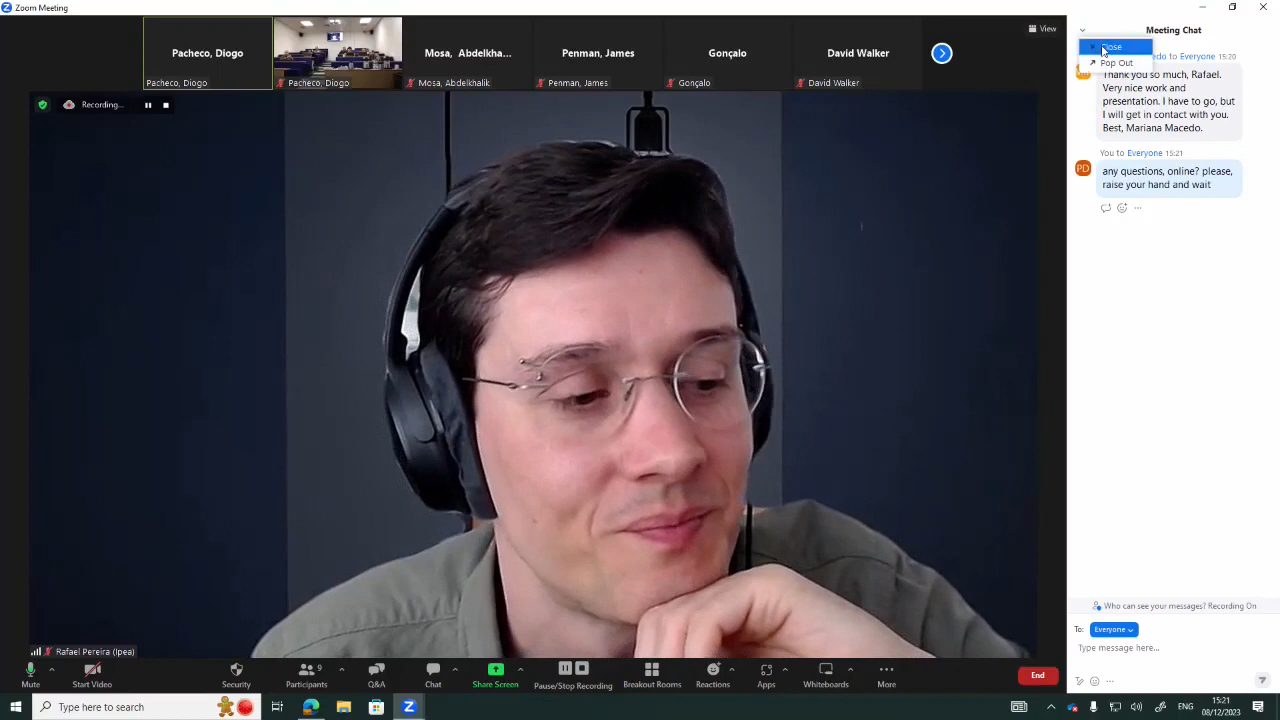 Zoom Meeting
Pacheco, Diogo
Mosa, Abdelkha...
Penman, James
Gonçalo
David Walker
View
Pacheco, Diogo
Pacheco, Diogo
Mosa, Abdelkhalik
Penman, James
Gonçalo
David Walker
Recording...
Meeting Chat
Close
Pop Out
edo to Everyone 15:20
Thank you so much, Rafael.
Very nice work and
presentation. I have to go, but
I will get in contact with you.
Best, Mariana Macedo.
You to Everyone 15:21
PD
any questions, online? please,
raise your hand and wait
Who can see your messages? Recording On
To: Everyone
Type message here...
Rafael Pereira (Ipea)
Mute
Start Video
Security
Participants 9
Q&A
Chat
Share Screen
Pause/Stop Recording
Breakout Rooms
Reactions
Apps
Whiteboards
More
End
Type here to search
ENG
15:21
08/12/2023